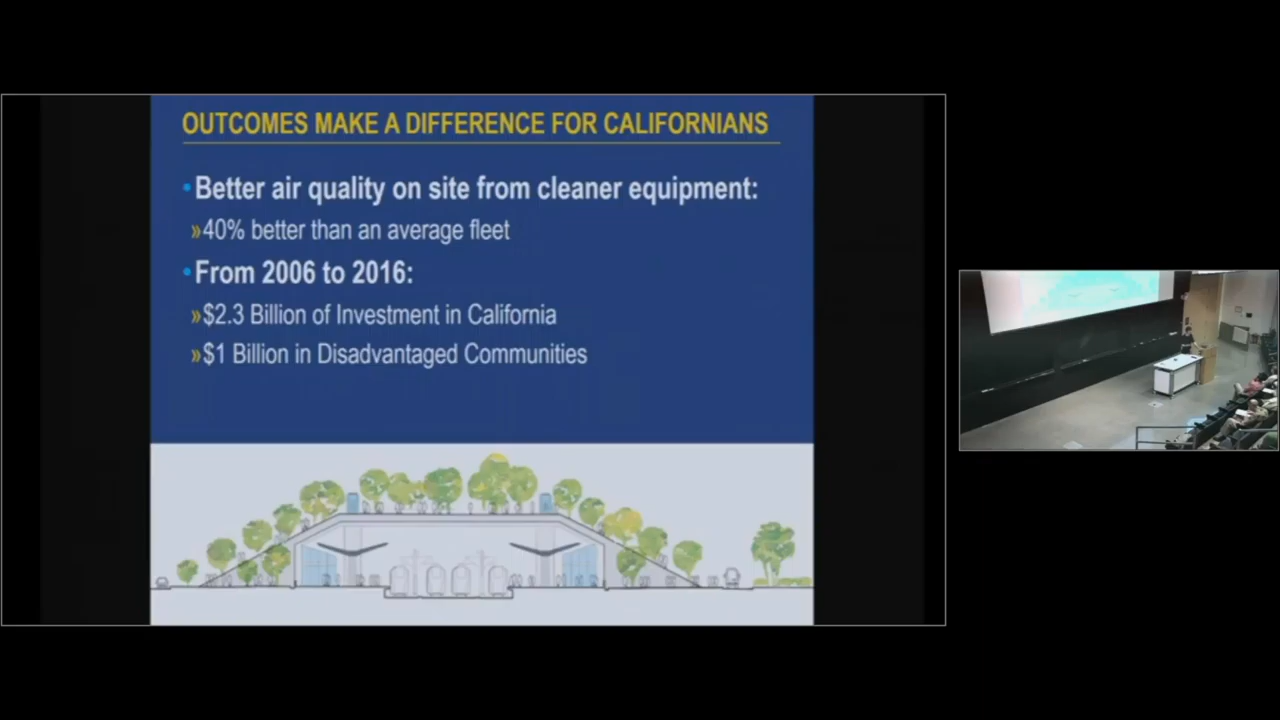 OUTCOMES MAKE A DIFFERENCE FOR CALIFORNIANS
•Better air quality on site from cleaner equipment:
»40% better than an average fleet
•From 2006 to 2016:
»$2.3 Billion of Investment in California
»$1 Billion in Disadvantaged Communities